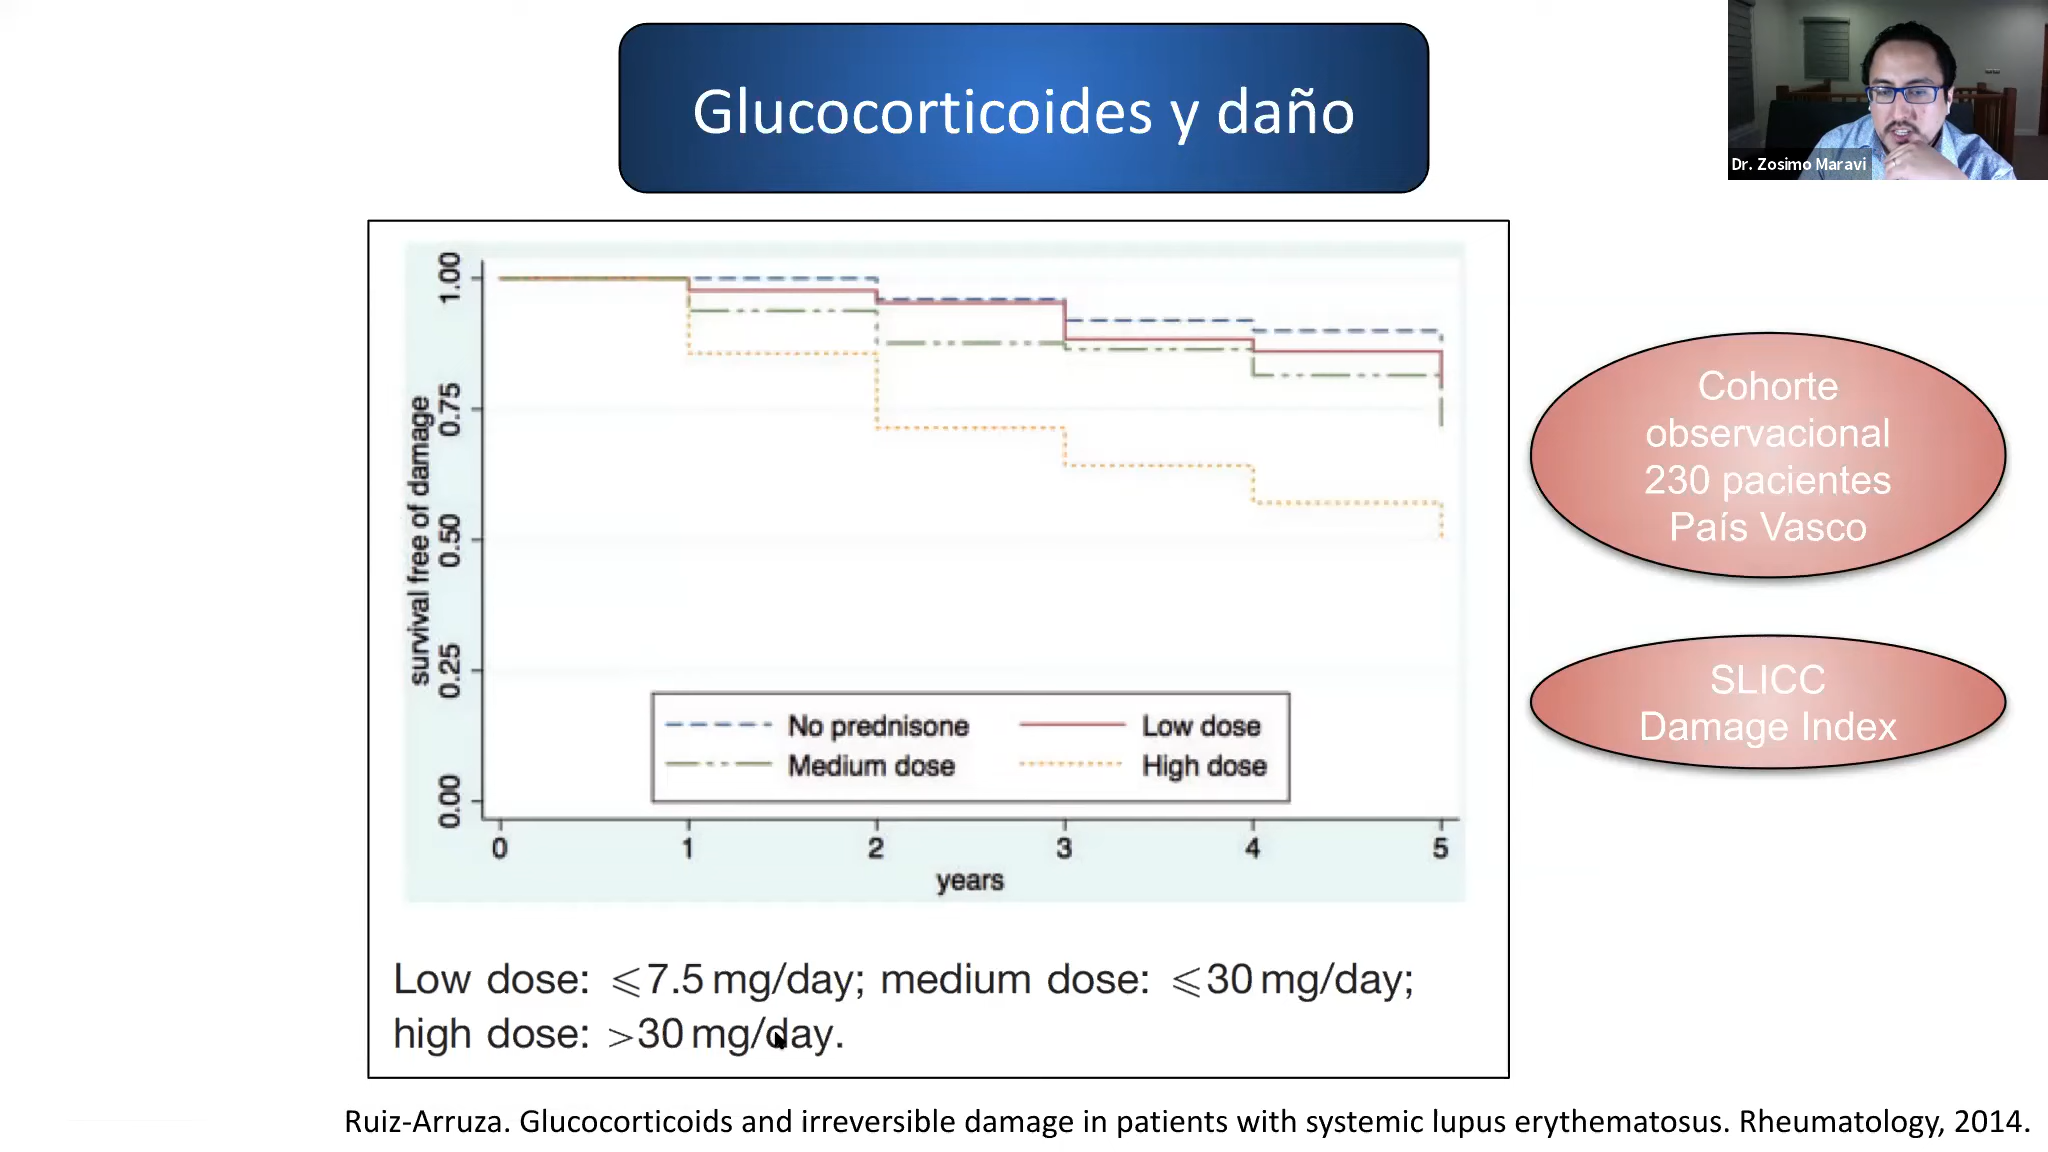 Glucocorticoides y daño
Dr. Zosimo Maravi
survival free of damage
1.00
0.75
0.50
0.25
0.00
No prednisone
Low dose
Medium dose
High dose
0 1 2 3 4 5
years
Low dose: ⩽7.5 mg/day; medium dose: ⩽30 mg/day;
high dose: >30 mg/day.
Cohorte
observacional
230 pacientes
País Vasco
SLICC
Damage Index
Ruiz-Arruza. Glucocorticoids and irreversible damage in patients with systemic lupus erythematosus. Rheumatology, 2014.